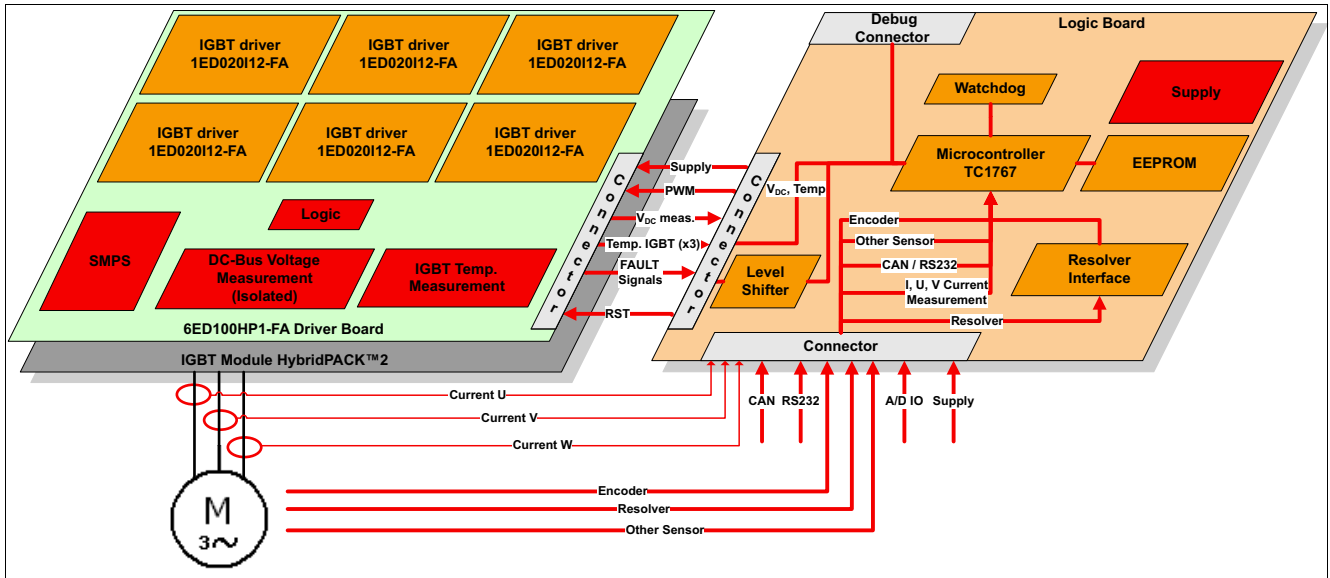 IGBT driver
1ED020I12-FA
IGBT driver
1ED020I12-FA
IGBT driver
1ED020I12-FA
IGBT driver
1ED020I12-FA
IGBT driver
1ED020I12-FA
IGBT driver
1ED020I12-FA
SMPS
Logic
DC-Bus Voltage
Measurement
(Isolated)
IGBT Temp.
Measurement
6ED100HP1-FA Driver Board
IGBT Module HybridPACK™2
Connector
Supply
PWM
VDC meas.
Temp. IGBT (x3)
FAULT
Signals
RST
Connector
Debug
Connector
Logic Board
Watchdog
Supply
Microcontroller
TC1767
EEPROM
VDC, Temp
Level
Shifter
Encoder
Other Sensor
CAN / RS232
I, U, V Current
Measurement
Resolver
Resolver
Interface
Connector
Current U
Current V
Current W
CAN
RS232
A/D IO
Supply
Encoder
Resolver
Other Sensor
M
3~